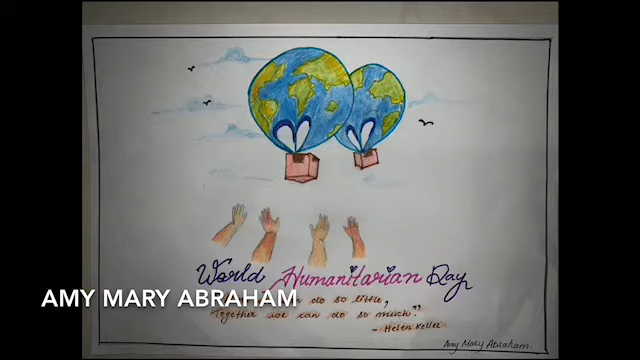 World Humanitarian Day
AMY MARY ABRAHAM
do so little,
Together we can do so much."
- Helen Keller
Amy Mary Abraham.